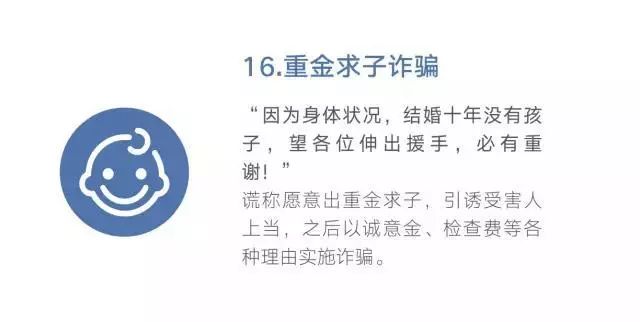 16.重金求子诈骗
“因为身体状况，结婚十年没有孩
子，望各位伸出援手，必有重
谢！”
谎称愿意出重金求子，引诱受害人
上当，之后以诚意金、检查费等各
种理由实施诈骗。